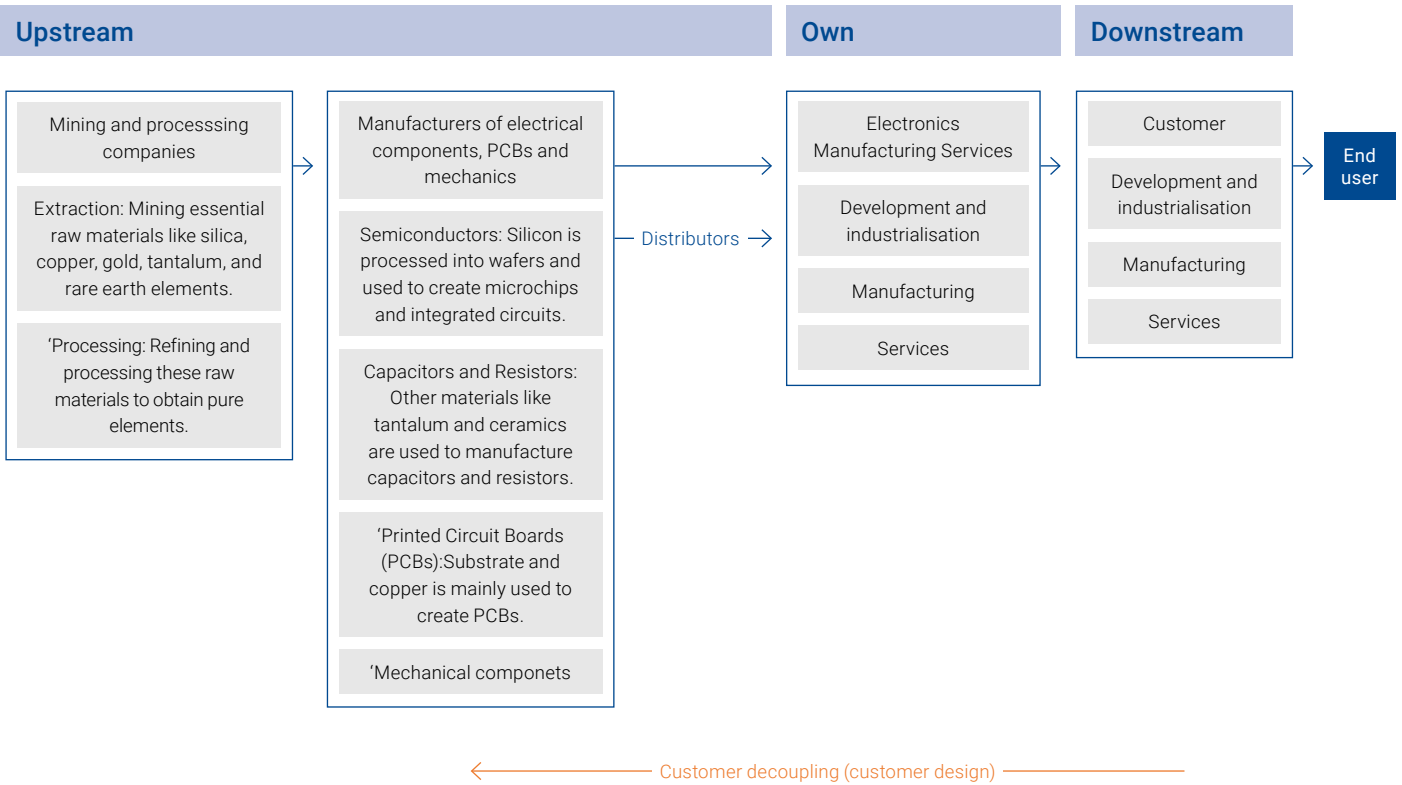 Upstream
Own
Downstream
Mining and processsing
companies
Extraction: Mining essential
raw materials like silica,
copper, gold, tantalum, and
rare earth elements.
‘Processing: Refining and
processing these raw
materials to obtain pure
elements.
Manufacturers of electrical
components, PCBs and
mechanics
Semiconductors: Silicon is
processed into wafers and
used to create microchips
and integrated circuits.
Capacitors and Resistors:
Other materials like
tantalum and ceramics
are used to manufacture
capacitors and resistors.
‘Printed Circuit Boards
(PCBs):Substrate and
copper is mainly used to
create PCBs.
‘Mechanical componets
Distributors
Electronics
Manufacturing Services
Development and
industrialisation
Manufacturing
Services
Customer
Development and
industrialisation
Manufacturing
Services
End
user
Customer decoupling (customer design)